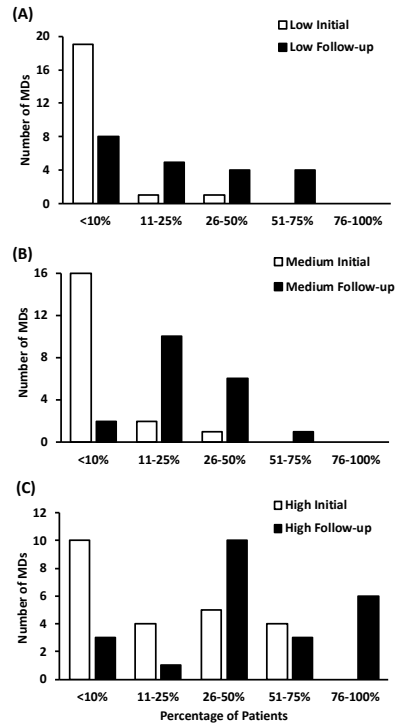 (A)
Low Initial
Low Follow-up
Number of MDs
20
16
12
8
4
0
<10% 11-25% 26-50% 51-75% 76-100%
(B)
Medium Initial
Medium Follow-up
Number of MDs
16
12
8
4
0
<10% 11-25% 26-50% 51-75% 76-100%
(C)
High Initial
High Follow-up
Number of MDs
12
10
8
6
4
2
0
<10% 11-25% 26-50% 51-75% 76-100%
Percentage of Patients